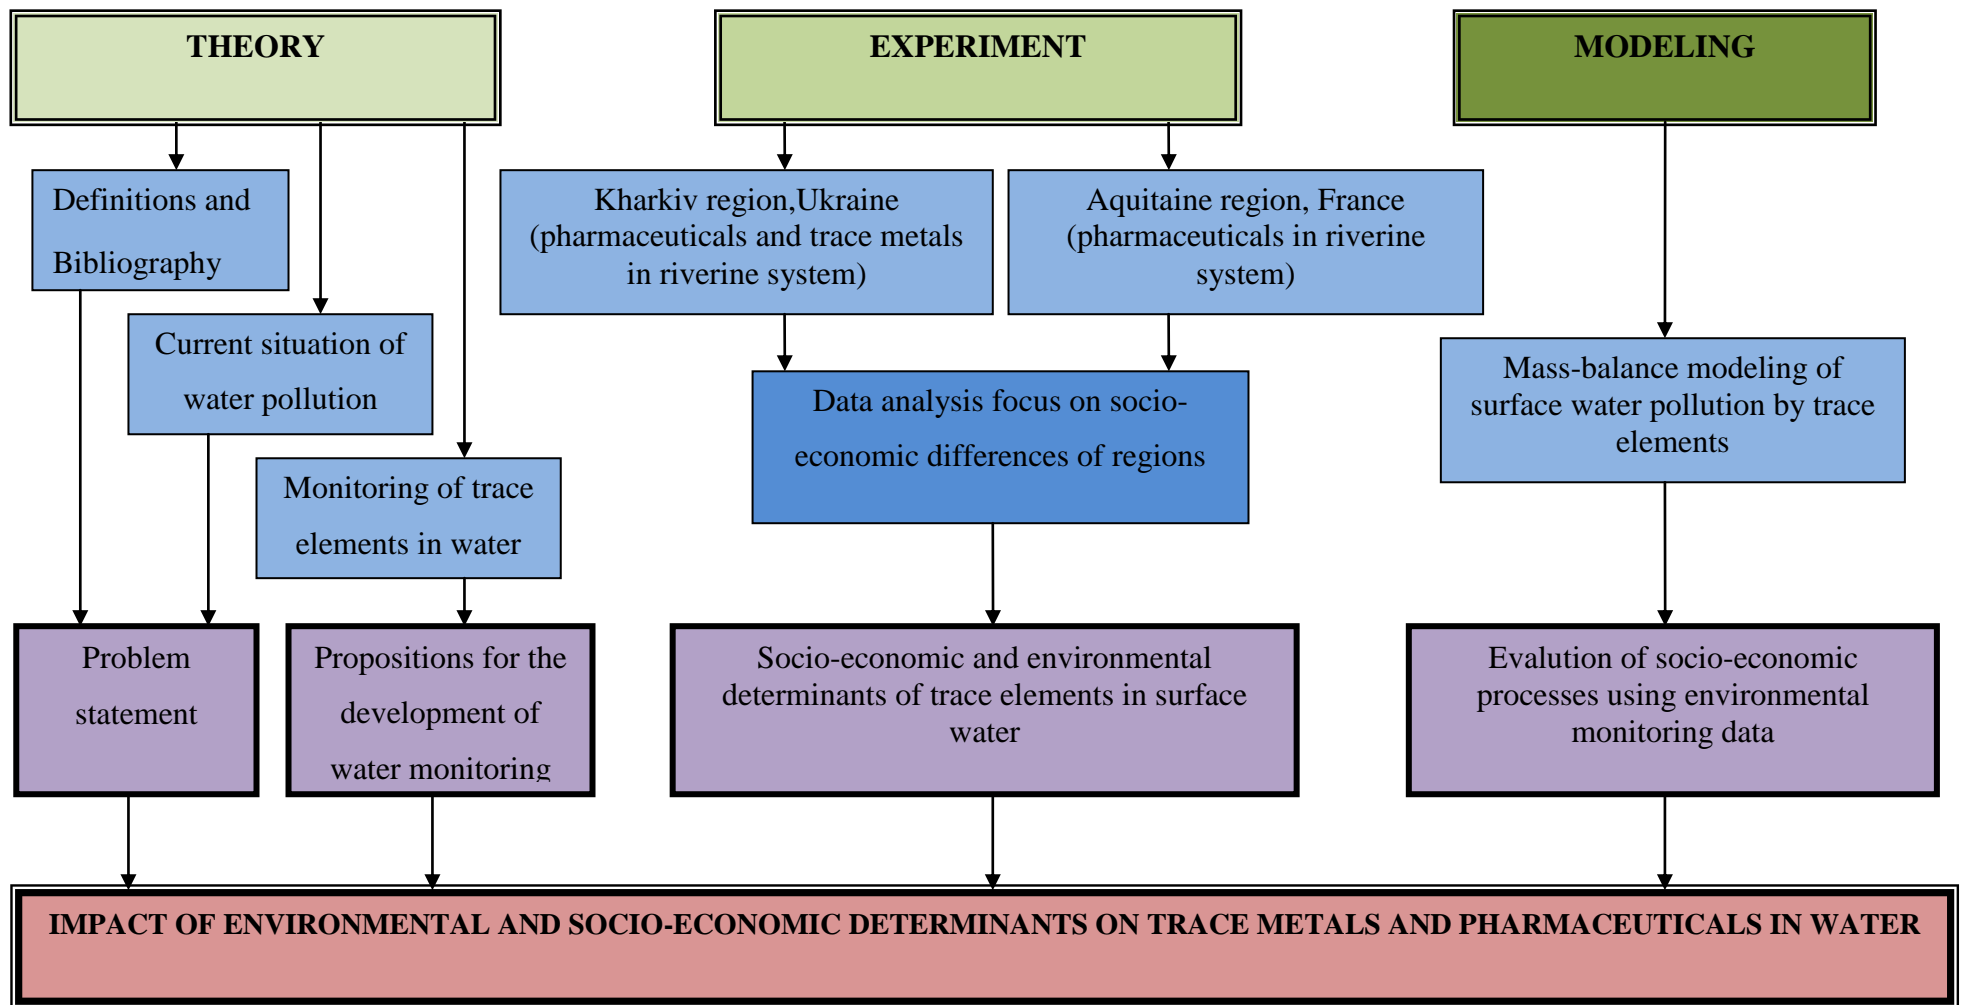 THEORY
EXPERIMENT
MODELING
Definitions and
Bibliography
Kharkiv region,Ukraine
(pharmaceuticals and trace metals
in riverine system)
Aquitaine region, France
(pharmaceuticals in riverine
system)
Current situation of
water pollution
Data analysis focus on socio-
economic differences of regions
Mass-balance modeling of
surface water pollution by trace
elements
Monitoring of trace
elements in water
Problem
statement
Propositions for the
development of
water monitoring
Socio-economic and environmental
determinants of trace elements in surface
water
Evalution of socio-economic
processes using environmental
monitoring data
IMPACT OF ENVIRONMENTAL AND SOCIO-ECONOMIC DETERMINANTS ON TRACE METALS AND PHARMACEUTICALS IN WATER